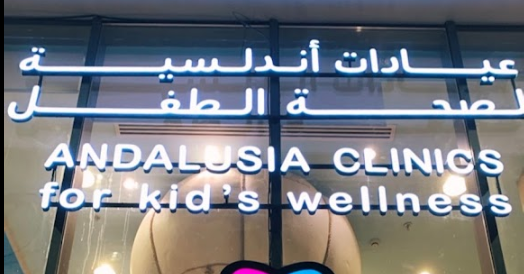 عيادات أندلسية
لصحة الطفل
ANDALUSIA CLINICS
for kid's wellness